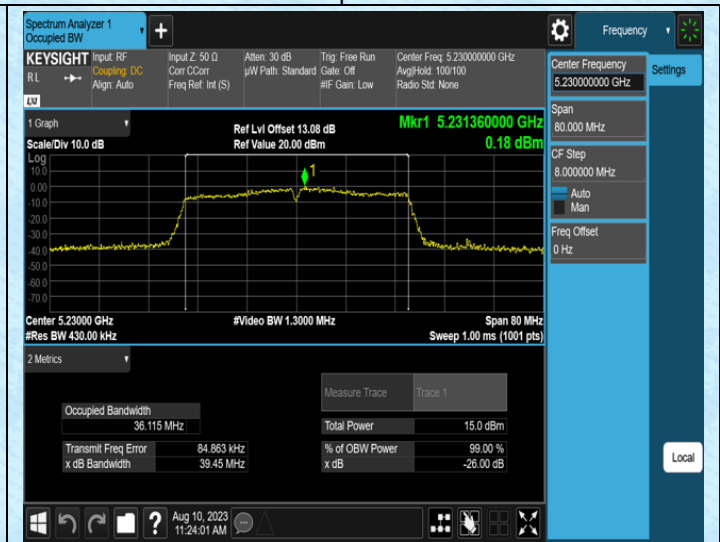 Spectrum Analyzer 1
Occupied BW
+
Frequency
KEYSIGHT
RL
LXI
Input: RF
Coupling: DC
Align: Auto
Input Z: 50 Ω
Corr CCorr
Freq Ref: Int (S)
Atten: 30 dB
µW Path: Standard
Trig: Free Run
Gate: Off
#IF Gain: Low
Center Freq: 5.230000000 GHz
Avg|Hold: 100/100
Radio Std: None
1 Graph
Scale/Div 10.0 dB
Ref Lvl Offset 13.08 dB
Ref Value 20.00 dBm
Mkr1 5.231360000 GHz
0.18 dBm
Log
10.0
0.00
-10.0
-20.0
-30.0
-40.0
-50.0
-60.0
-70.0
1
Center 5.23000 GHz
#Res BW 430.00 kHz
#Video BW 1.3000 MHz
Span 80 MHz
Sweep 1.00 ms (1001 pts)
2 Metrics
Measure Trace Trace 1
Occupied Bandwidth
36.115 MHz
Total Power 15.0 dBm
Transmit Freq Error 84.863 kHz
% of OBW Power 99.00 %
x dB Bandwidth 39.45 MHz
x dB -26.00 dB
Center Frequency
5.230000000 GHz
Settings
Span
80.000 MHz
CF Step
8.000000 MHz
Auto
Man
Freq Offset
0 Hz
Local
?
Aug 10, 2023
11:24:01 AM